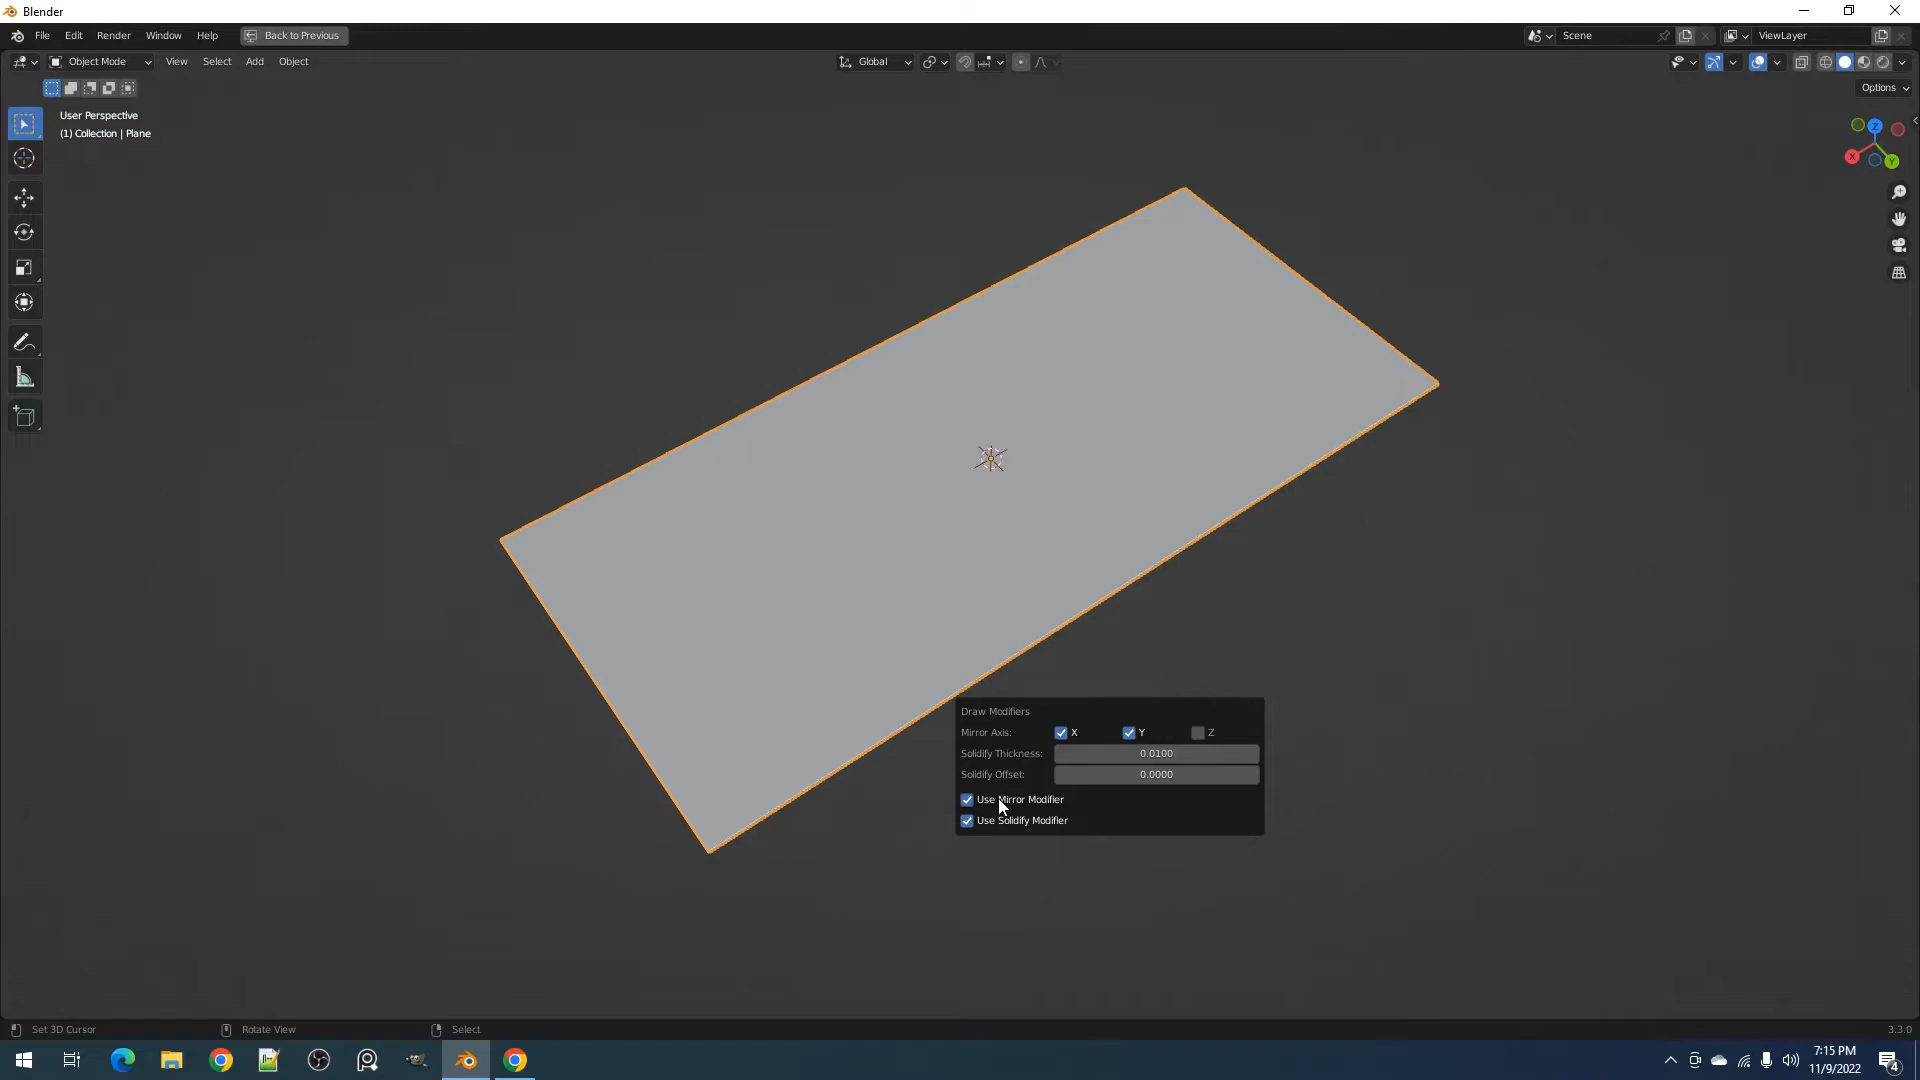 Blender
File Edit Render Window Help Back to Previous Scene ViewLayer
Object Mode View Select Add Object Global
Options
User Perspective
(1) Collection | Plane
Z
X
Y
Draw Modifiers
Mirror Axis: X Y Z
Solidify Thickness: 0.0100
Solidify Offset: 0.0000
Use Mirror Modifier
Use Solidify Modifier
Set 3D Cursor Rotate View Select 3.3.0
7:15 PM
11/9/2022
4